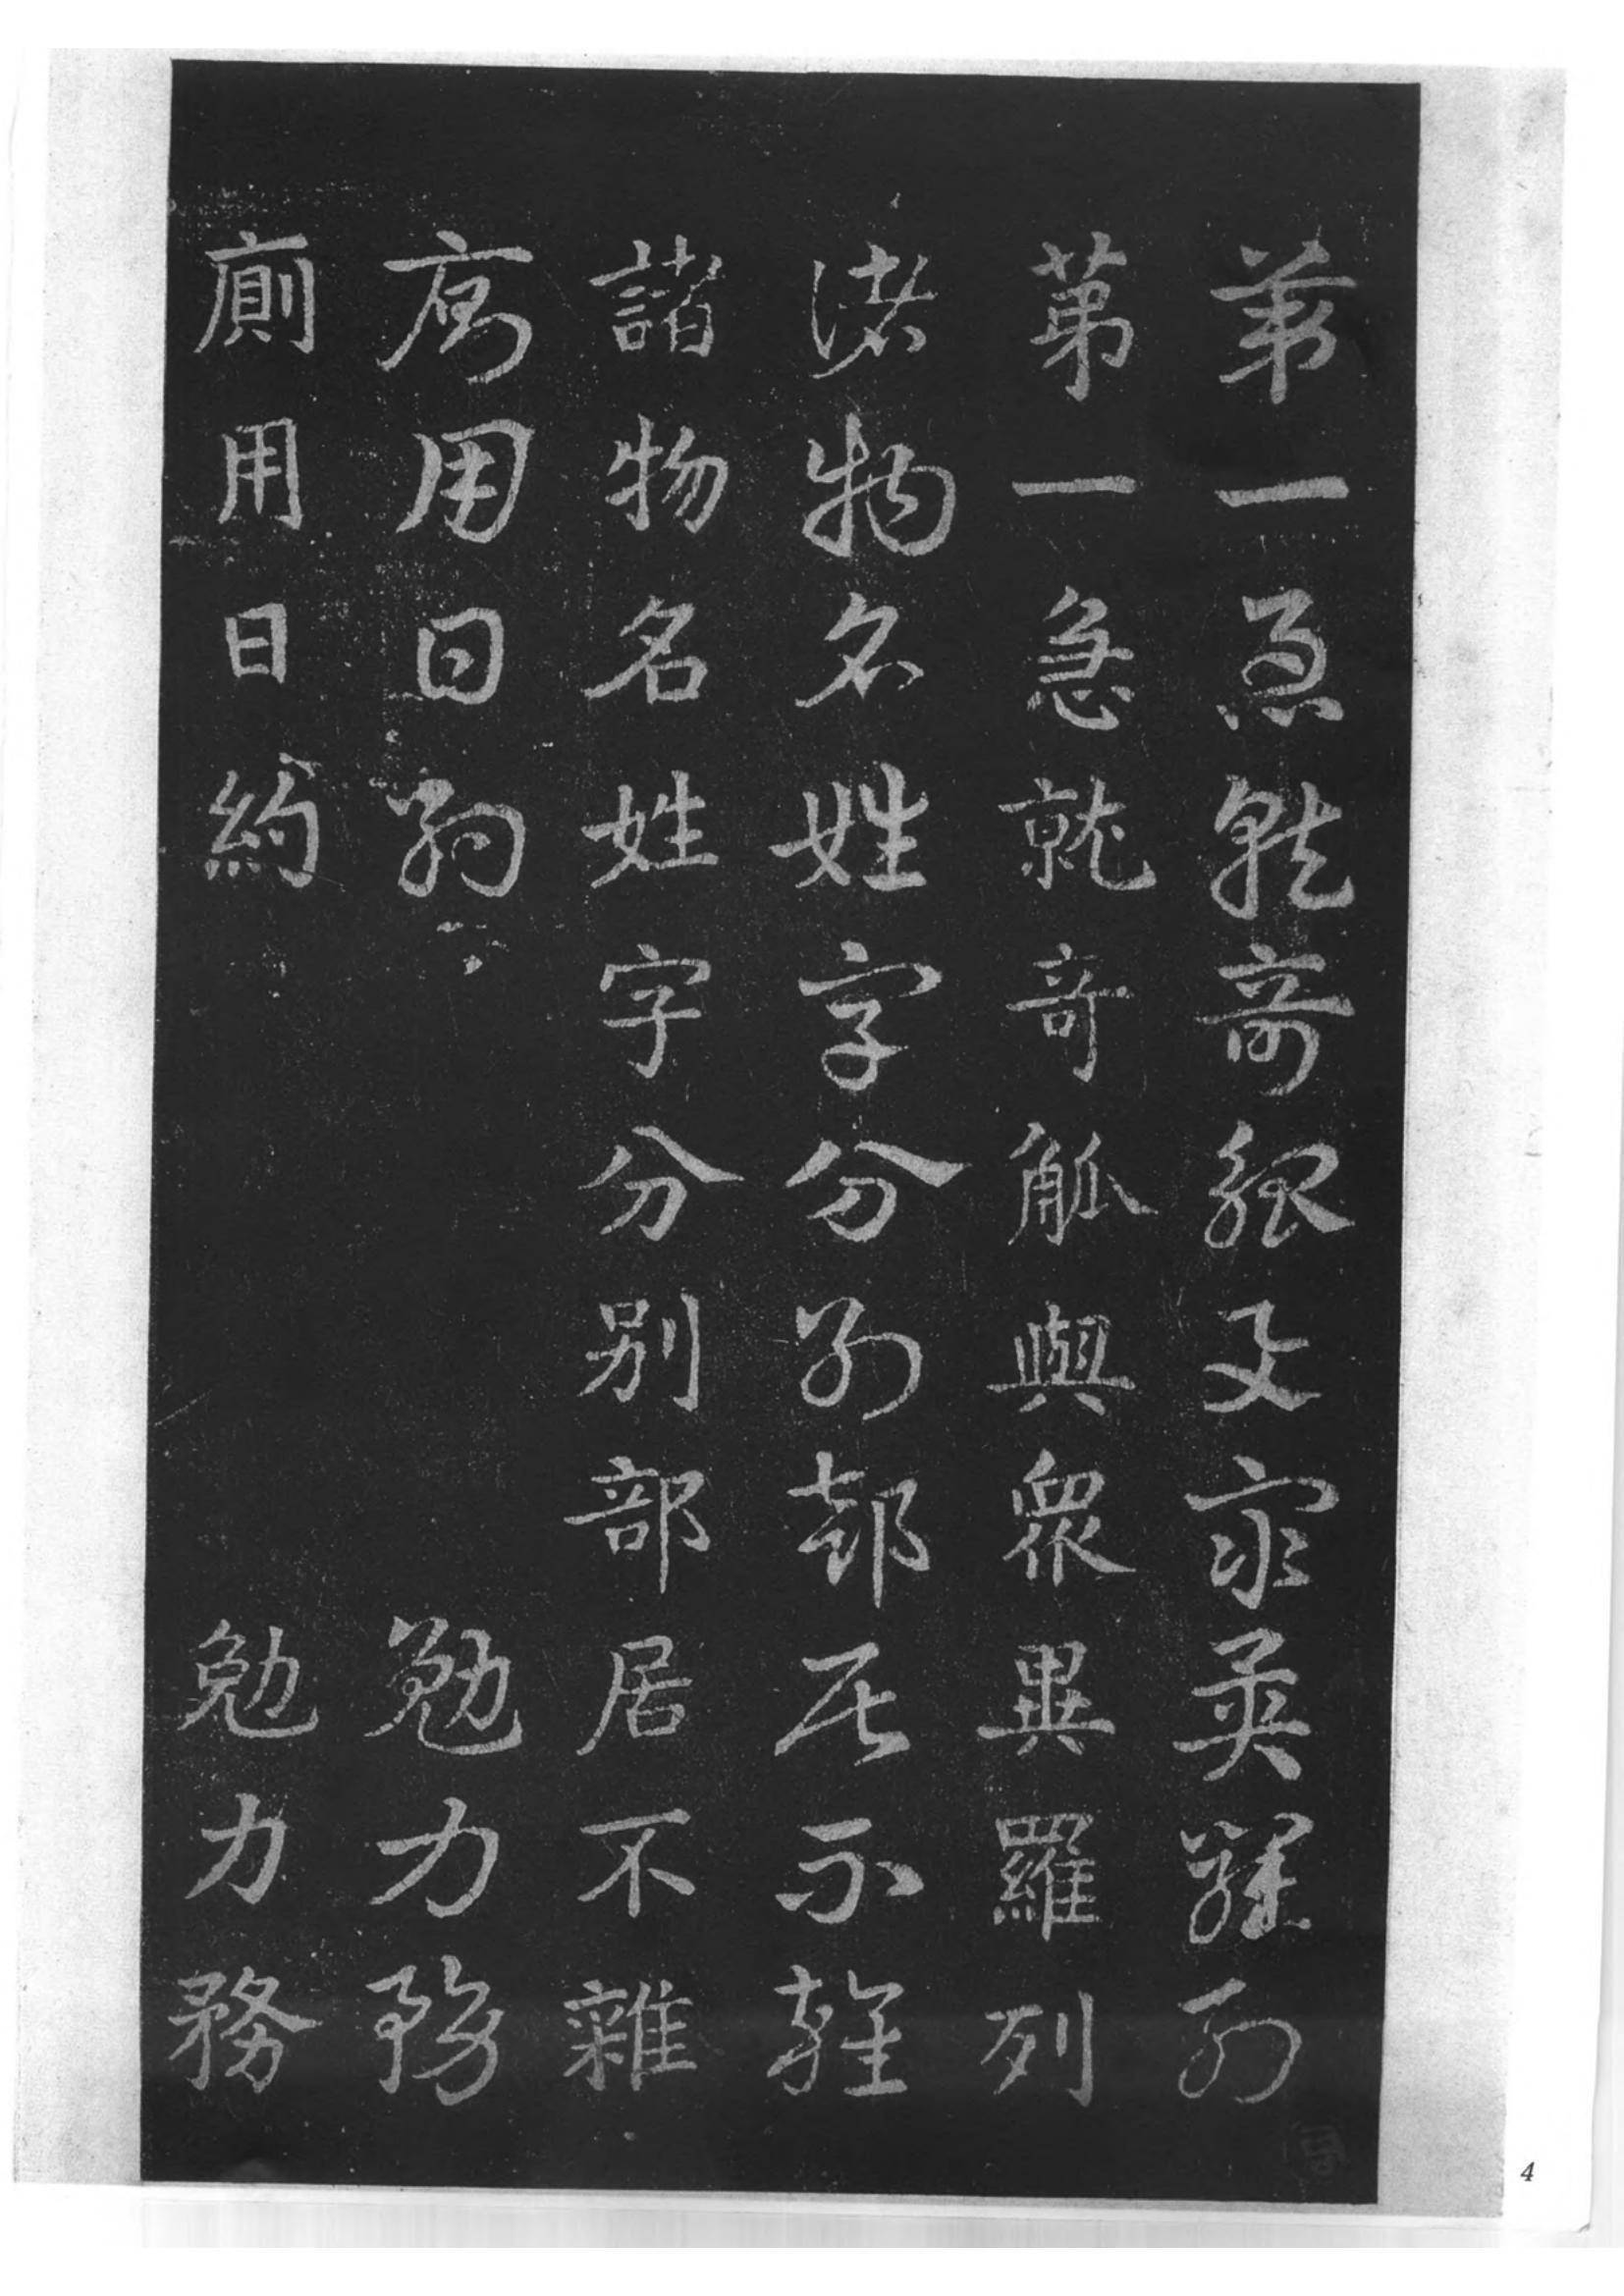 第一急就奇觚与衆異羅列
第一急就奇觚與衆異羅列
諸物名姓字分別部居不雜
諸物名姓字分别部居不雜
廁用日約 勉力務
廁用日約 勉力務
4